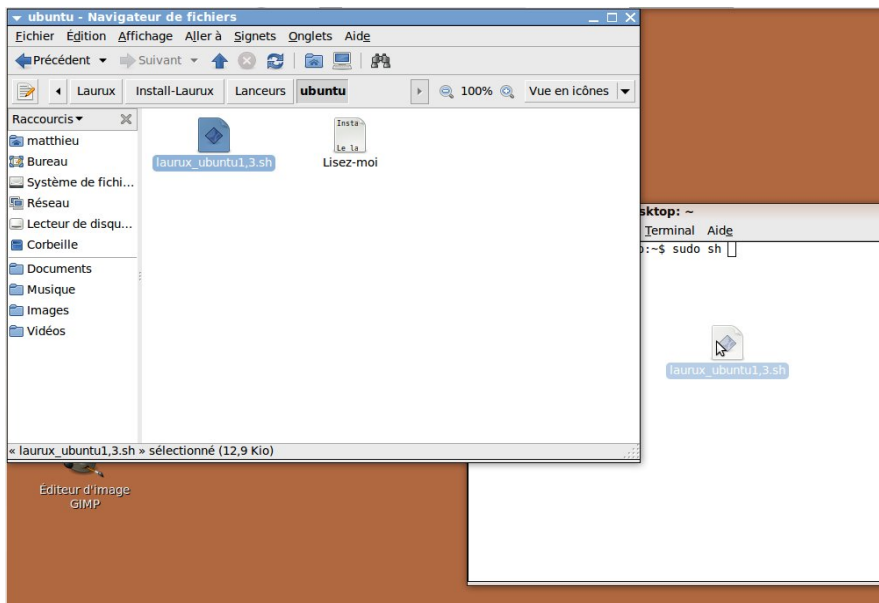 ubuntu - Navigateur de fichiers
Fichier Édition Affichage Aller à Signets Onglets Aide
Précédent Suivant
Laurux Install-Laurux Lanceurs ubuntu 100% Vue en icônes
Raccourcis
matthieu
Bureau
Système de fichi...
Réseau
Lecteur de disqu...
Corbeille
Documents
Musique
Images
Vidéos
Insta
Le la
laurux_ubuntu1,3.sh Lisez-moi
« laurux_ubuntu1,3.sh » sélectionné (12,9 Kio)
sktop: ~
Terminal Aide
:~$ sudo sh
laurux_ubuntu1,3.sh
Éditeur d'image
GIMP